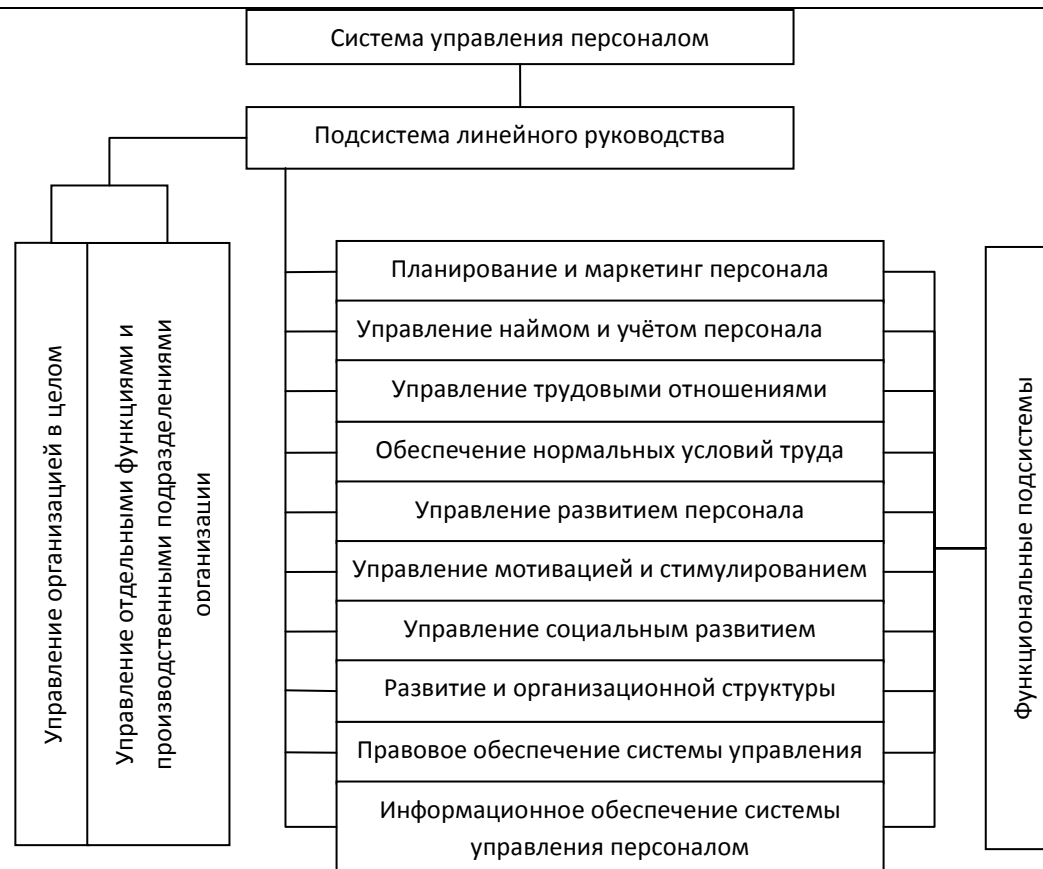 Система управления персоналом
Подсистема линейного руководства
Управление организацией в целом
Управление отдельными функциями и
производственными подразделениями
организации
Планирование и маркетинг персонала
Управление наймом и учётом персонала
Управление трудовыми отношениями
Обеспечение нормальных условий труда
Управление развитием персонала
Управление мотивацией и стимулированием
Управление социальным развитием
Развитие и организационной структуры
Правовое обеспечение системы управления
Информационное обеспечение системы
управления персоналом
Функциональные подсистемы